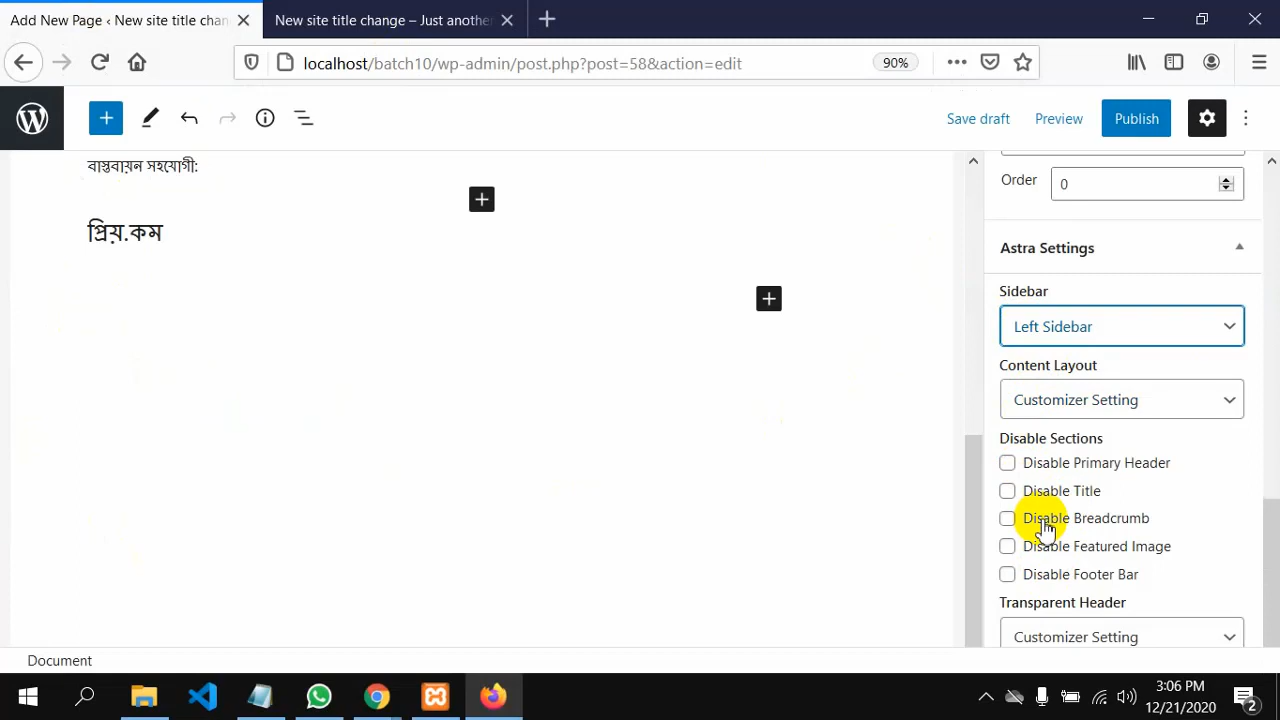 Add New Page ‹ New site title chan
New site title change – Just another
localhost/batch10/wp-admin/post.php?post=58&action=edit
90%
Save draft
Preview
Publish
বাস্তবায়ন সহযোগী:
প্রিয়.কম
Order
0
Astra Settings
Sidebar
Left Sidebar
Content Layout
Customizer Setting
Disable Sections
Disable Primary Header
Disable Title
Disable Breadcrumb
Disable Featured Image
Disable Footer Bar
Transparent Header
Customizer Setting
Document
3:06 PM
12/21/2020
2